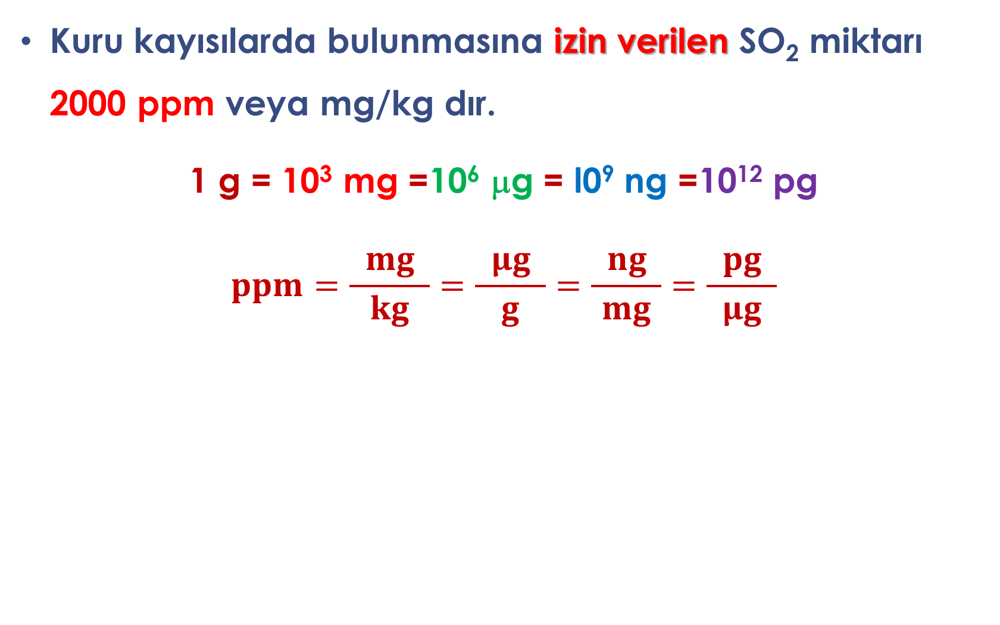 • Kuru kayısılarda bulunmasına izin verilen SO₂ miktarı
2000 ppm veya mg/kg dır.
1 g = 10³ mg =10⁶ µg = l0⁹ ng =10¹² pg
ppm = mg/kg = µg/g = ng/mg = pg/µg